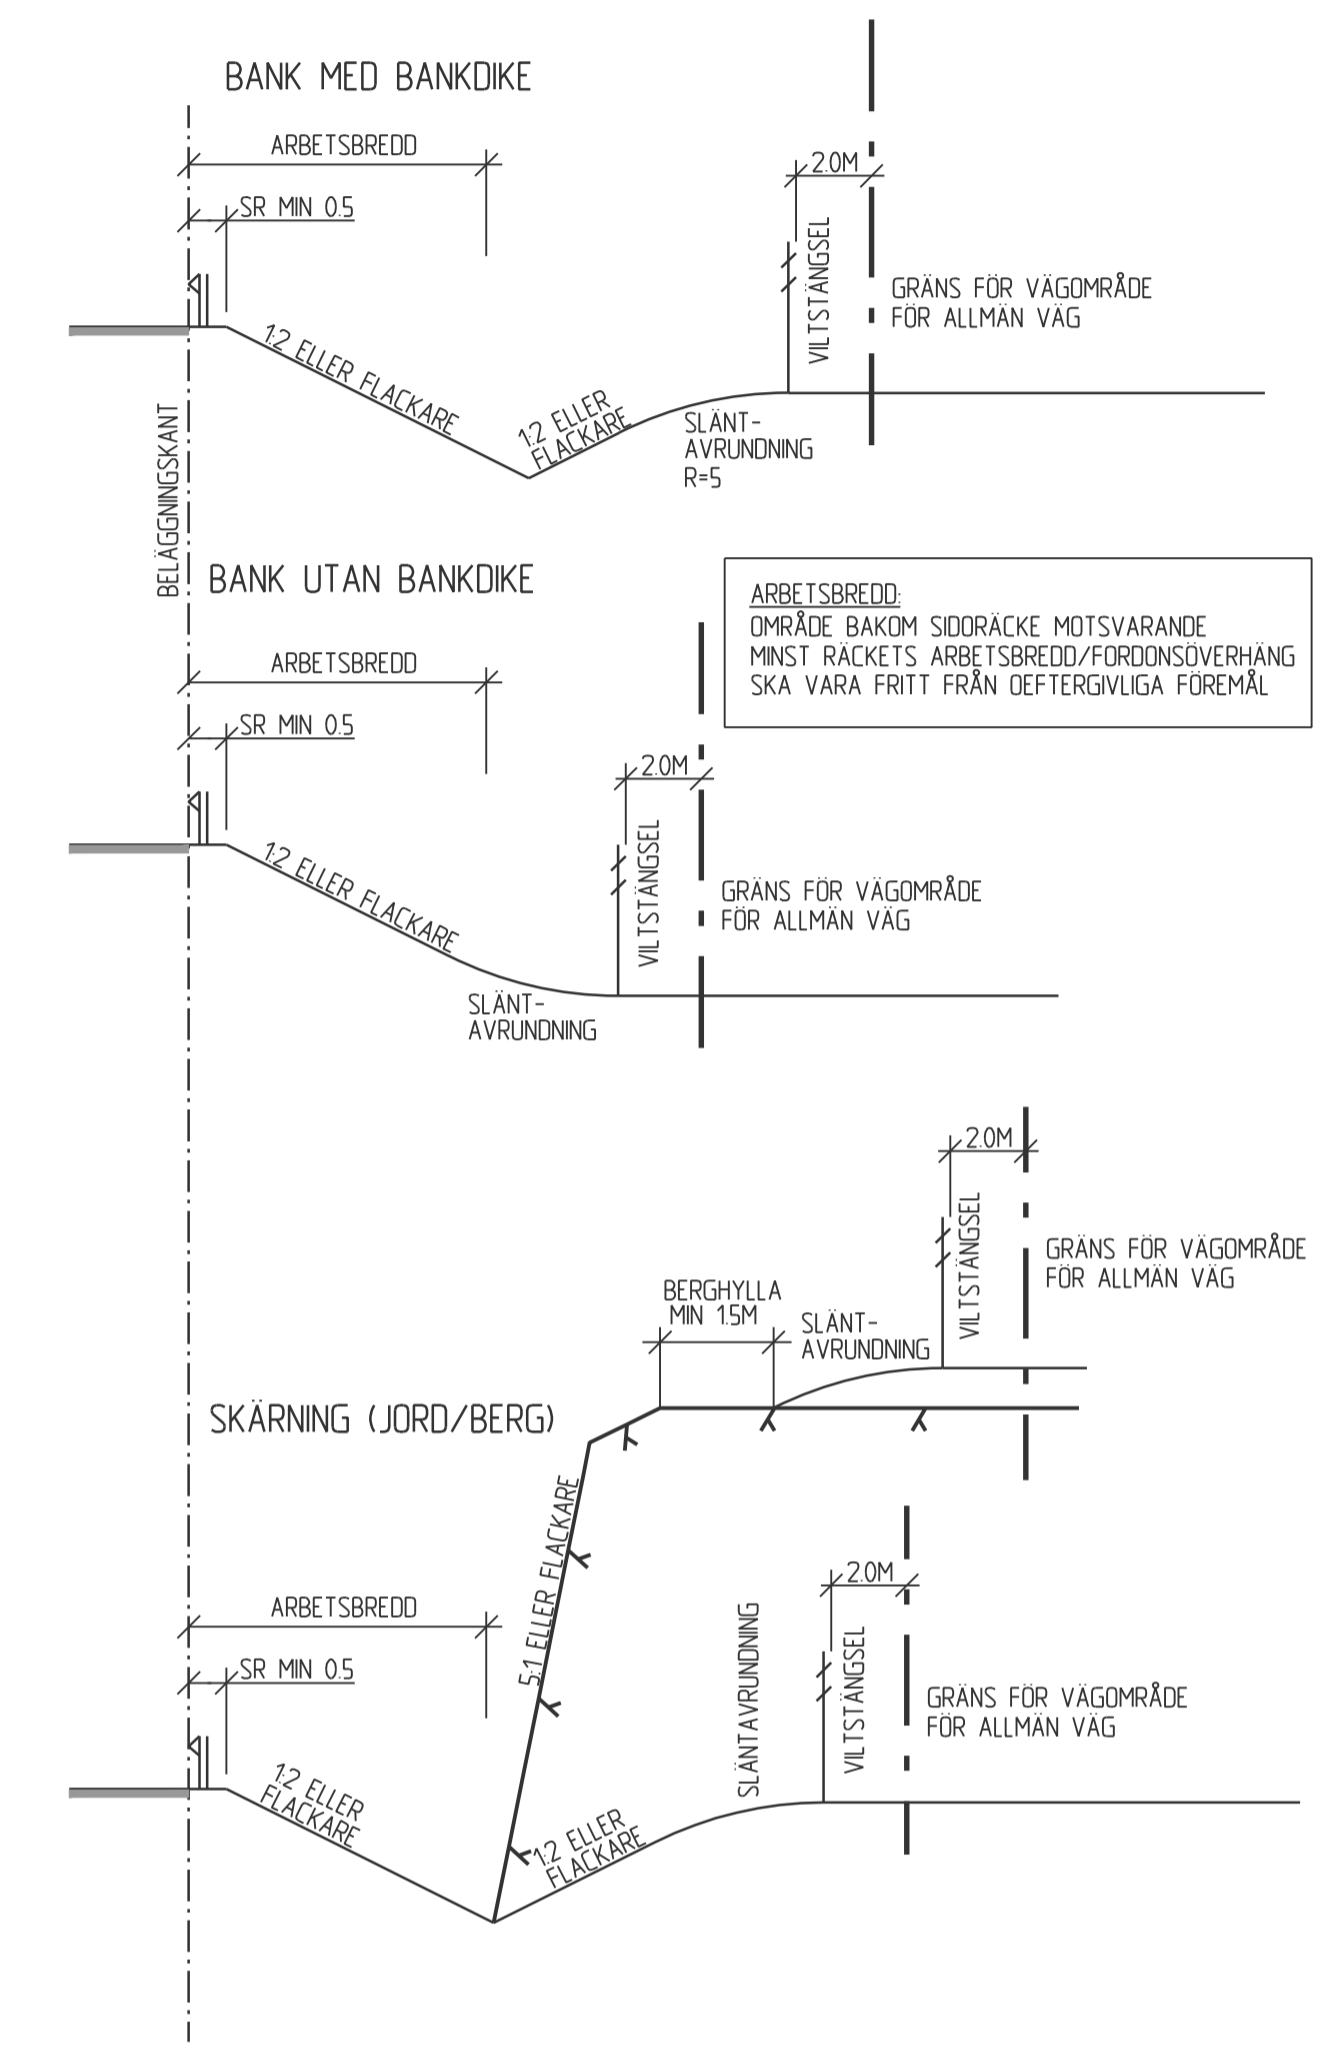 BANK MED BANKDIKE
ARBETSBREDD
2.0M
SR MIN 0.5
VILTSTÄNGSEL
GRÄNS FÖR VÄGOMRÅDE
FÖR ALLMÄN VÄG
1:2 ELLER FLACKARE
1:2 ELLER
FLACKARE
SLÄNT-
AVRUNDNING
R=5
BELÄGGNINGSKANT
BANK UTAN BANKDIKE
ARBETSBREDD:
OMRÅDE BAKOM SIDORÄCKE MOTSVARANDE
MINST RÄCKETS ARBETSBREDD/FORDONSÖVERHÄNG
SKA VARA FRITT FRÅN OEFTERGIVLIGA FÖREMÅL
ARBETSBREDD
SR MIN 0.5
2.0M
VILTSTÄNGSEL
GRÄNS FÖR VÄGOMRÅDE
FÖR ALLMÄN VÄG
1:2 ELLER FLACKARE
SLÄNT-
AVRUNDNING
2.0M
VILTSTÄNGSEL
GRÄNS FÖR VÄGOMRÅDE
FÖR ALLMÄN VÄG
BERGHYLLA
MIN 1.5M
SLÄNT-
AVRUNDNING
SKÄRNING (JORD/BERG)
5:1 ELLER FLACKARE
ARBETSBREDD
SR MIN 0.5
2.0M
SLÄNTAVRUNDNING
VILTSTÄNGSEL
GRÄNS FÖR VÄGOMRÅDE
FÖR ALLMÄN VÄG
1:2 ELLER
FLACKARE
1:2 ELLER
FLACKARE